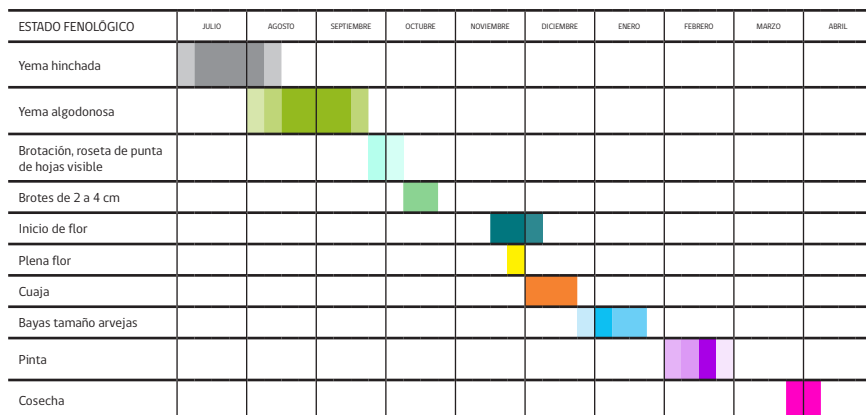 ESTADO FENOLÓGICO JULIO AGOSTO SEPTIEMBRE OCTUBRE NOVIEMBRE DICIEMBRE ENERO FEBRERO MARZO ABRIL
Yema hinchada
Yema algodonosa
Brotación, roseta de punta
de hojas visible
Brotes de 2 a 4 cm
Inicio de flor
Plena flor
Cuaja
Bayas tamaño arvejas
Pinta
Cosecha